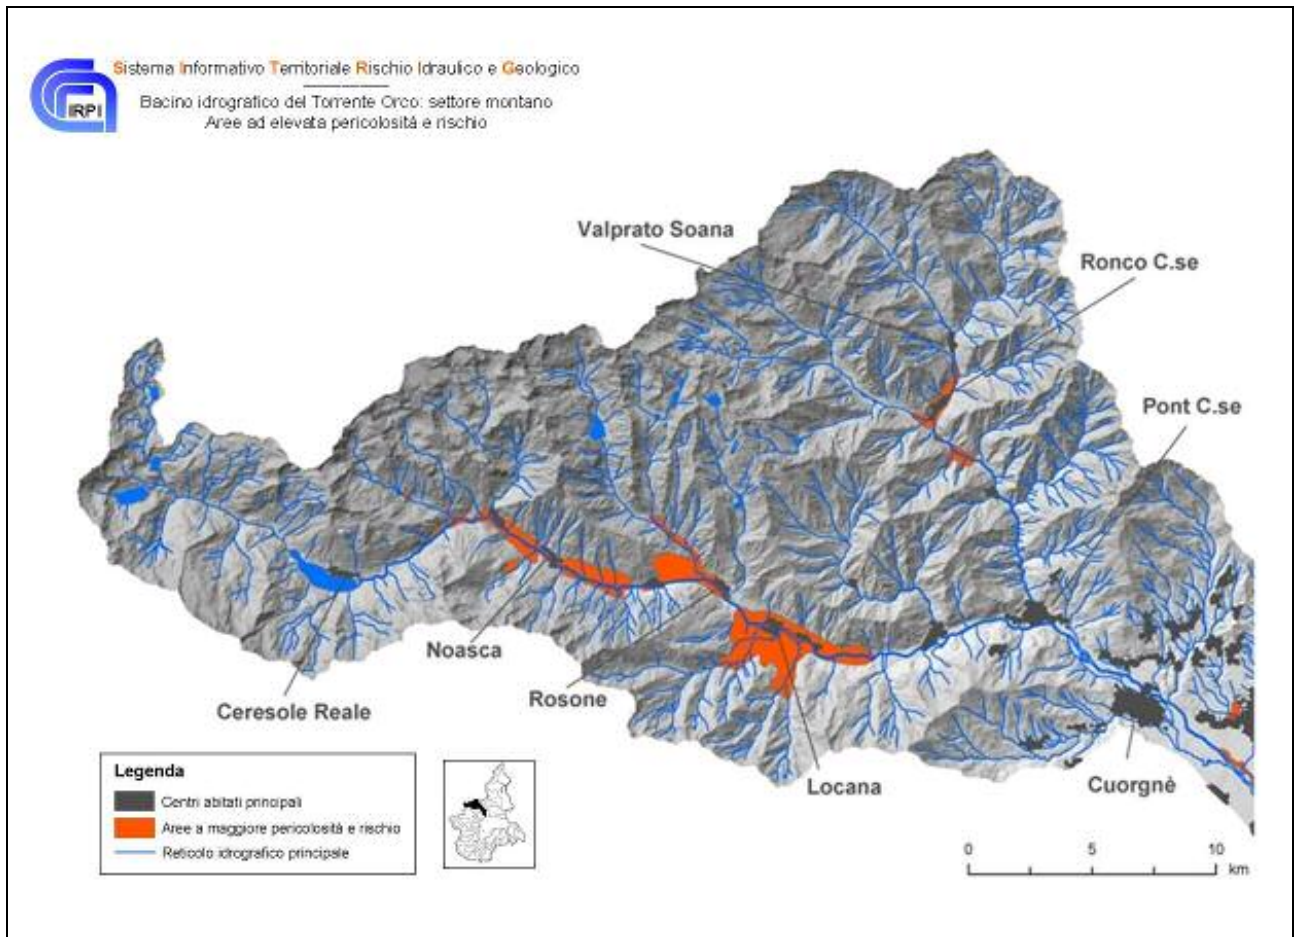 Sistema Informativo Territoriale Rischio Idraulico e Geologico
Bacino idrografico del Torrente Orco: settore montano
Aree ad elevata pericolosità e rischio
IRPI
Valprato Soana
Ronco C.se
Pont C.se
Noasca
Ceresole Reale
Rosone
Locana
Cuorgnè
Legenda
Centri abitati principali
Aree a maggiore pericolosità e rischio
Reticolo idrografico principale
0 5 10
km